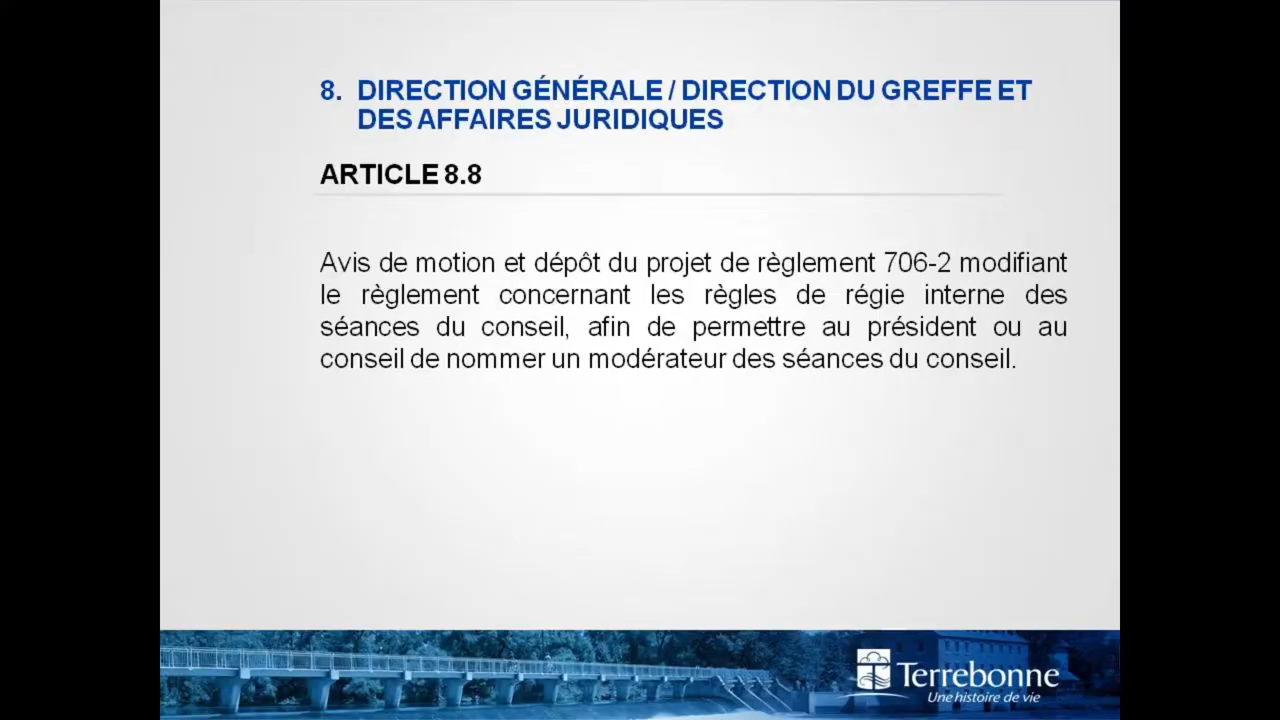 8. DIRECTION GÉNÉRALE / DIRECTION DU GREFFE ET
DES AFFAIRES JURIDIQUES
ARTICLE 8.8
Avis de motion et dépôt du projet de règlement 706-2 modifiant
le règlement concernant les règles de régie interne des
séances du conseil, afin de permettre au président ou au
conseil de nommer un modérateur des séances du conseil.
Terrebonne
Une histoire de vie